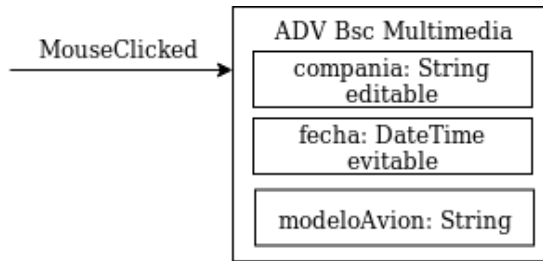 MouseClicked
ADV Bsc Multimedia
compania: String
editable
fecha: DateTime
evitable
modeloAvion: String